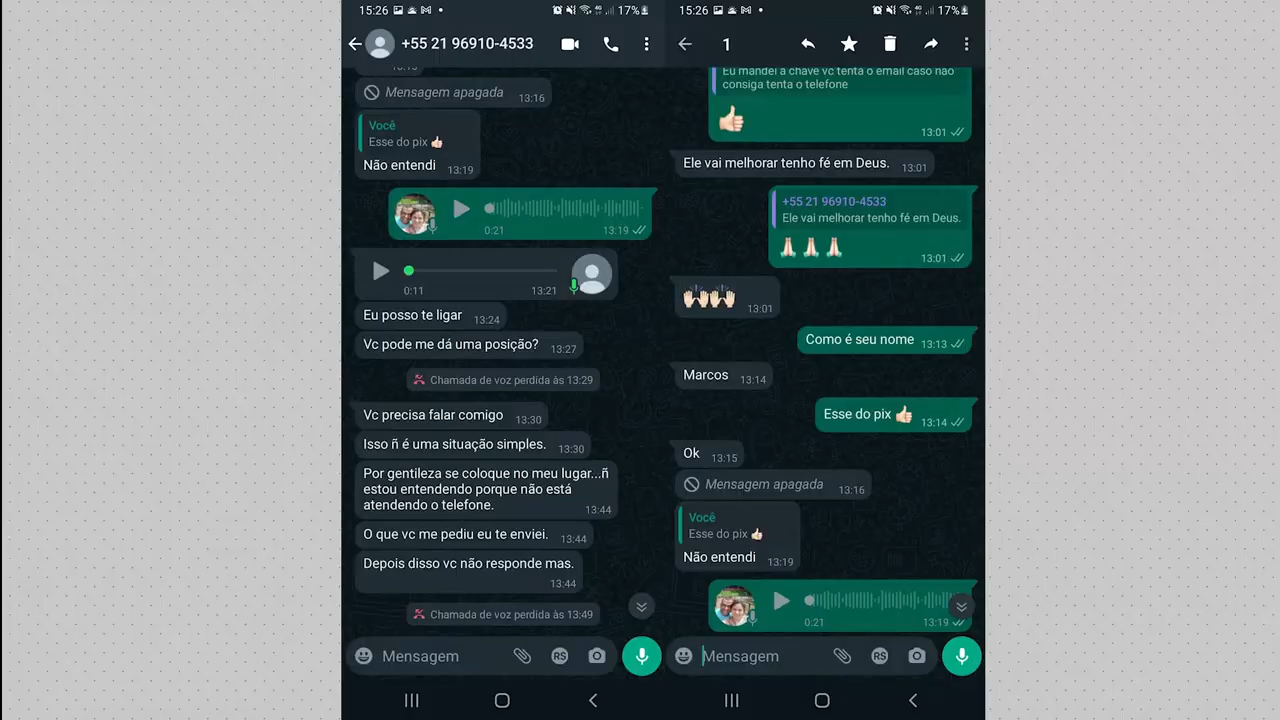 15:26
17%
+55 21 96910-4533
13:15
Mensagem apagada 13:16
Você
Esse do pix 👍🏻
Não entendi 13:19
0:21 13:19
0:11 13:21
Eu posso te ligar 13:24
Vc pode me dá uma posição? 13:27
Chamada de voz perdida às 13:29
Vc precisa falar comigo 13:30
Isso ñ é uma situação simples. 13:30
Por gentileza se coloque no meu lugar...ñ
estou entendendo porque não está
atendendo o telefone.
13:44
O que vc me pediu eu te enviei. 13:44
Depois disso vc não responde mas.
13:44
Chamada de voz perdida às 13:49
Mensagem
RS
15:26
17%
1
Eu mandei a chave vc tenta o email caso não
consiga tenta o telefone
👍🏻
13:01
Ele vai melhorar tenho fé em Deus. 13:01
+55 21 96910-4533
Ele vai melhorar tenho fé em Deus.
🙏🏻🙏🏻🙏🏻
13:01
🙌🏻🙌🏻 13:01
Como é seu nome 13:13
Marcos 13:14
Esse do pix 👍🏻 13:14
Ok 13:15
Mensagem apagada 13:16
Você
Esse do pix 👍🏻
Não entendi 13:19
0:21 13:19
Mensagem
RS